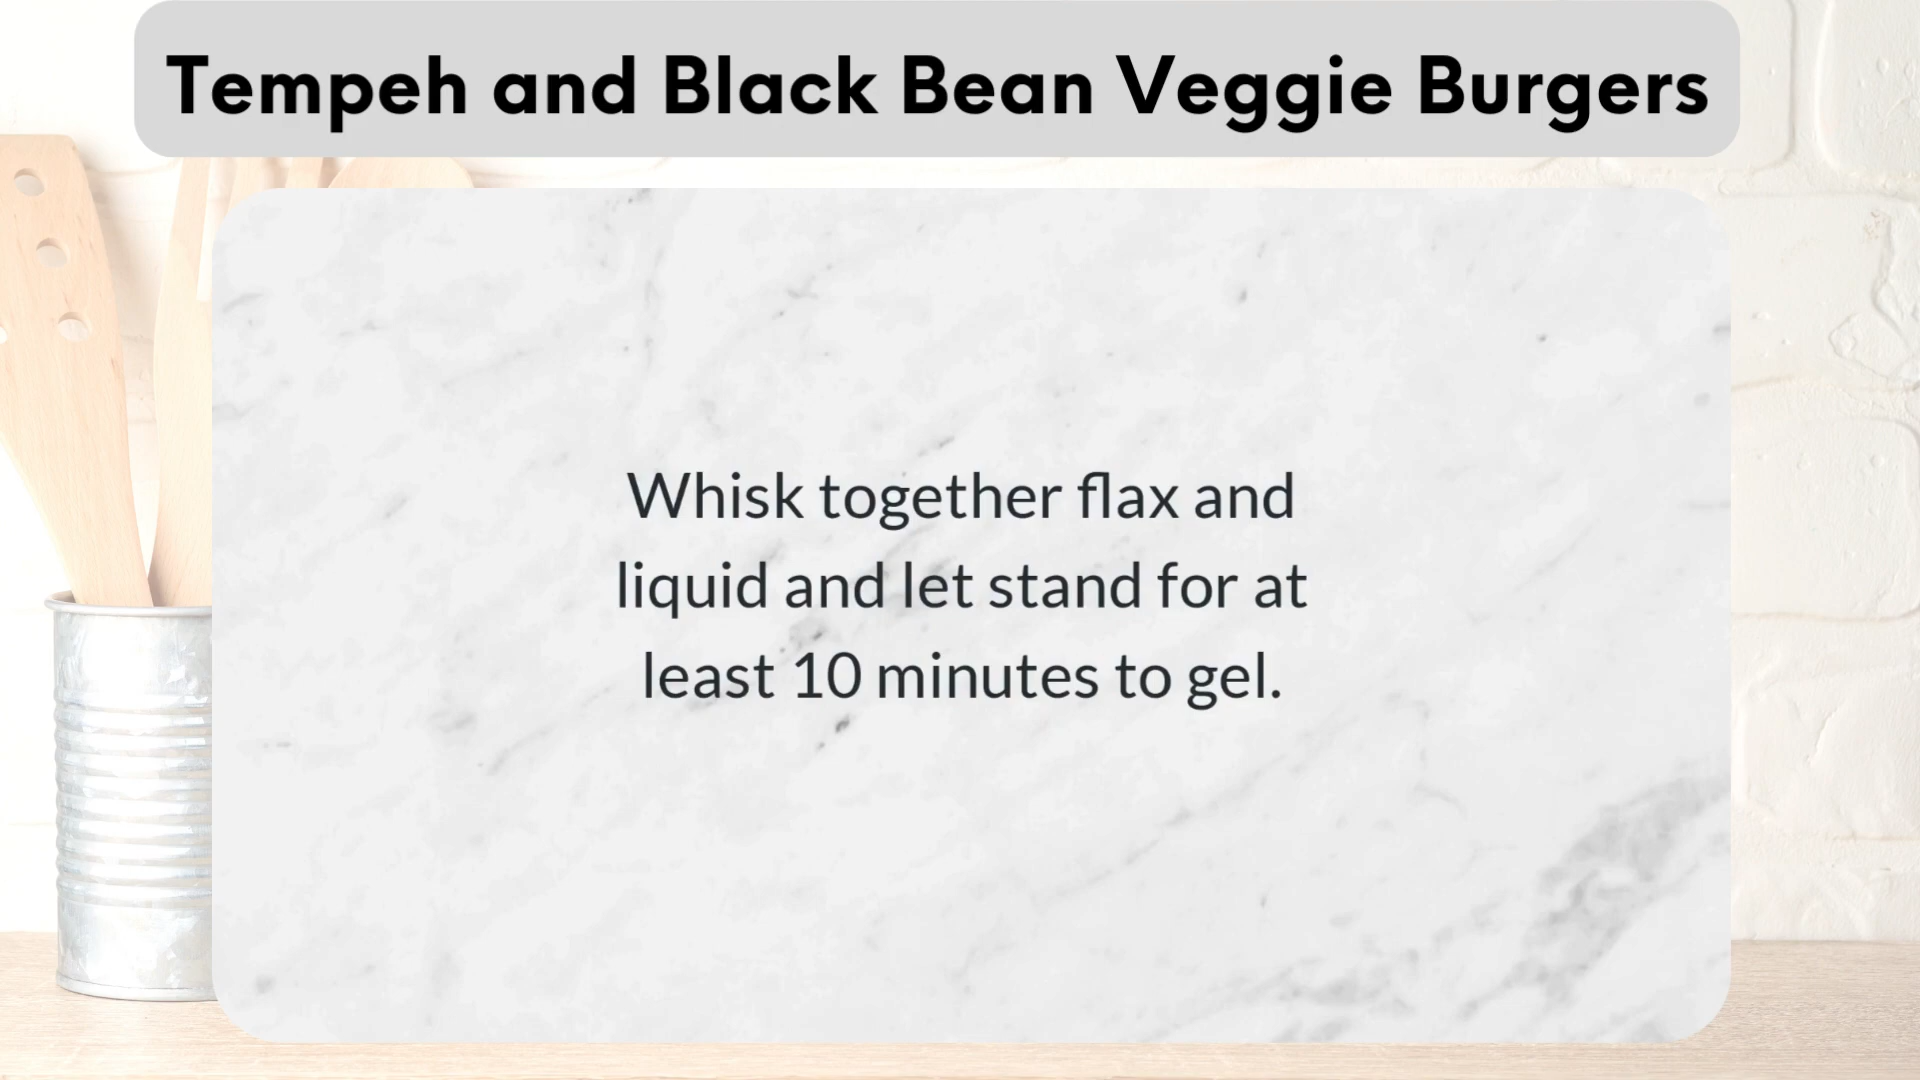 Tempeh and Black Bean Veggie Burgers
Whisk together flax and
liquid and let stand for at
least 10 minutes to gel.